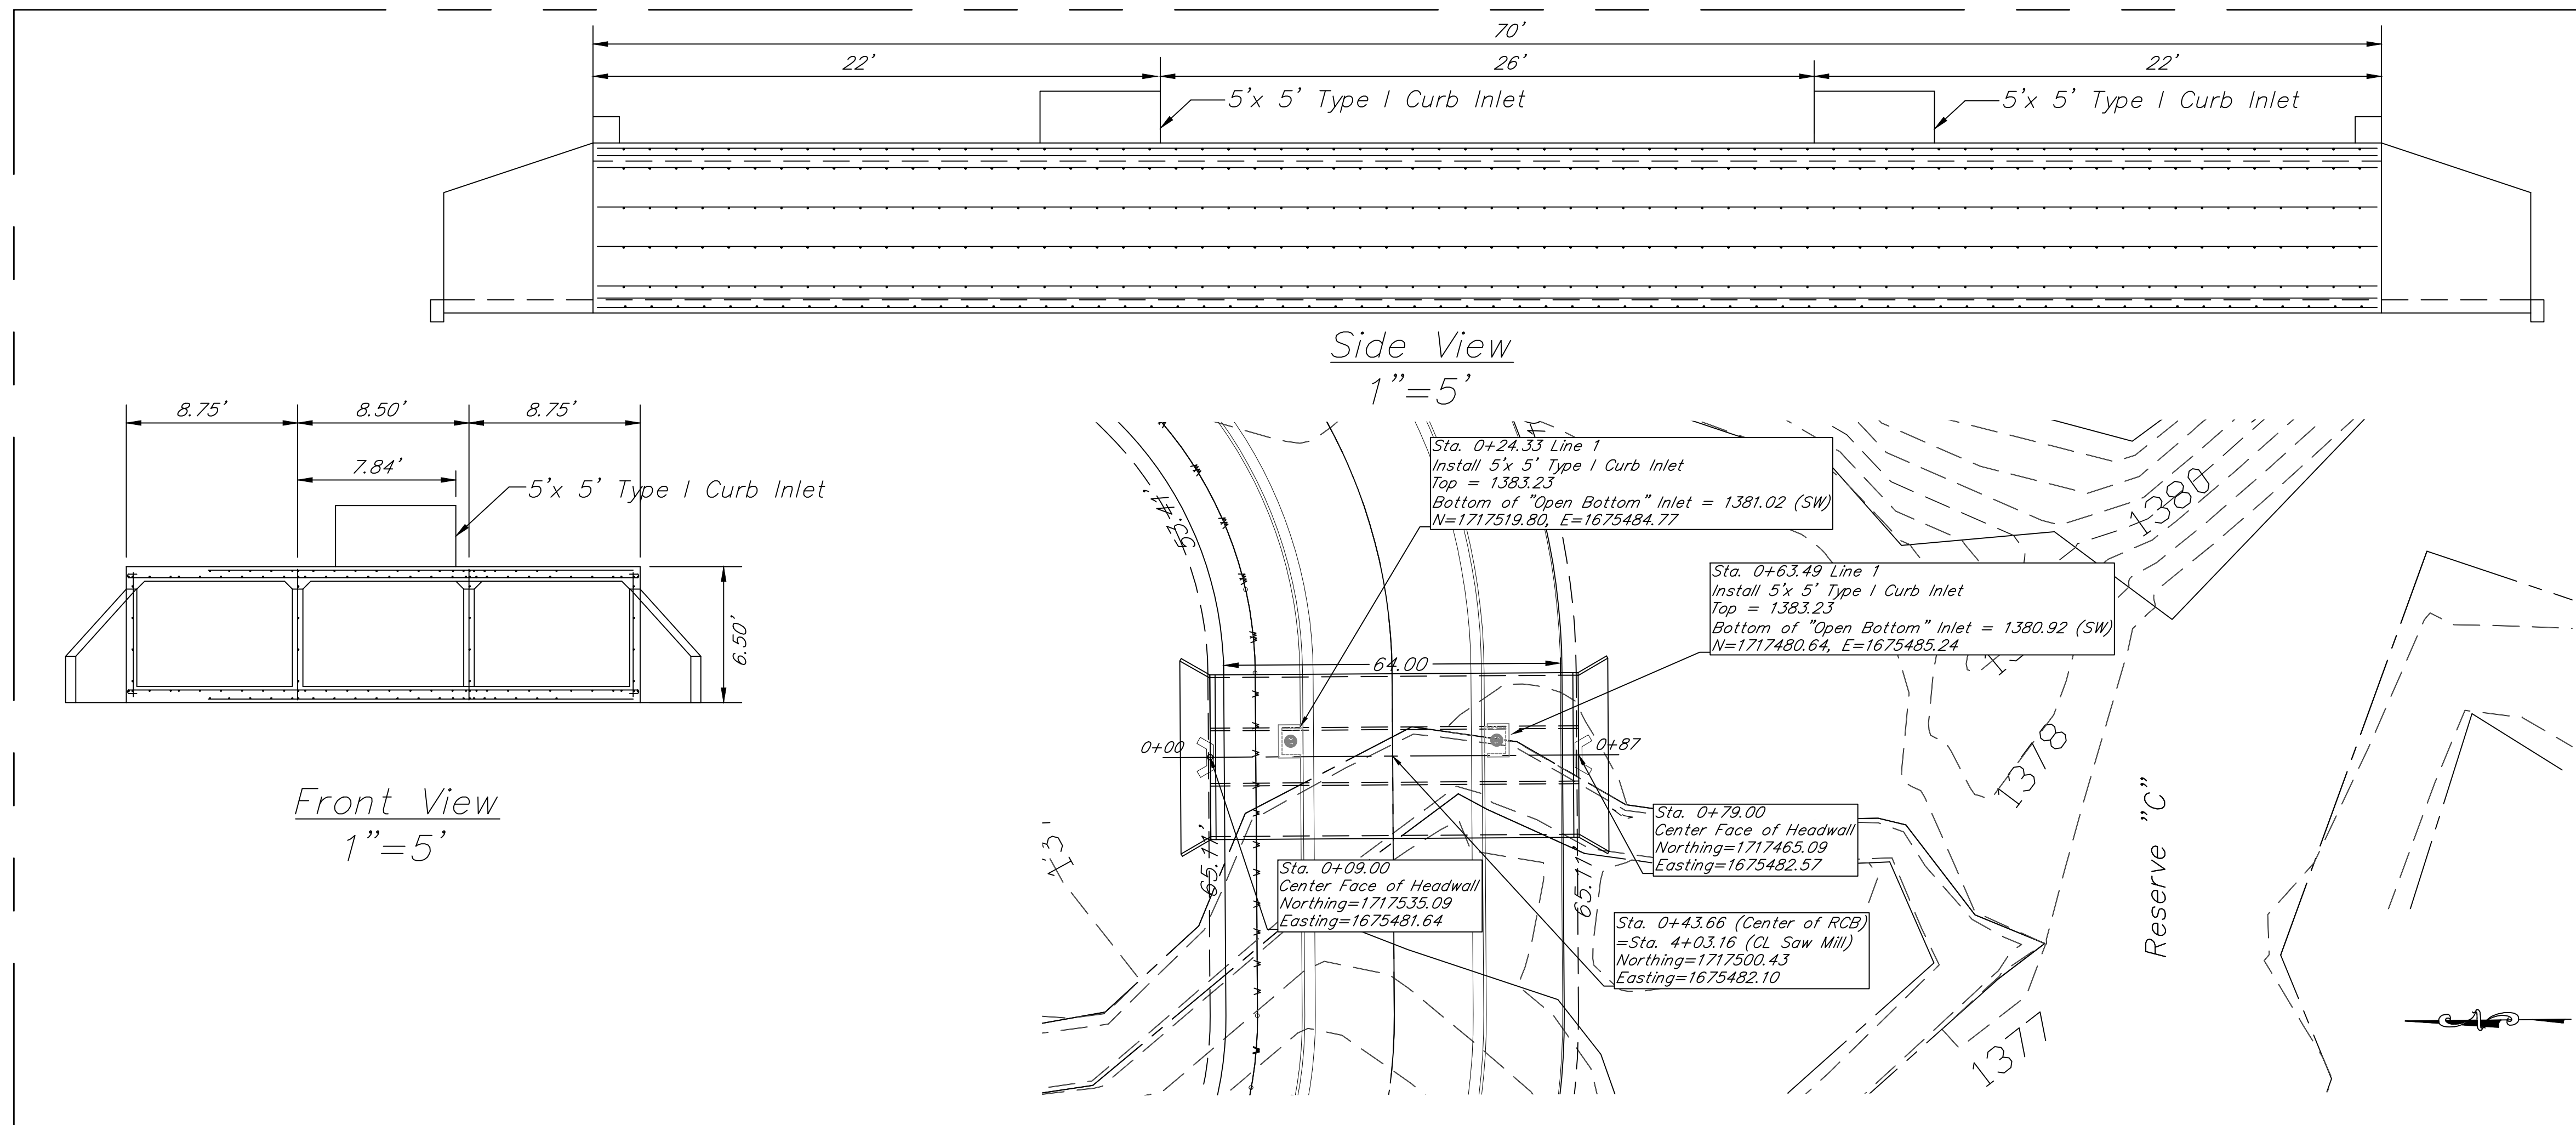 70'
22'
26'
22'
5'x 5' Type I Curb Inlet
5'x 5' Type I Curb Inlet
Side View
1"=5'
8.75'
8.50'
8.75'
7.84'
5'x 5' Type I Curb Inlet
6.50'
Front View
1"=5'
Sta. 0+24.33 Line 1
Install 5'x 5' Type I Curb Inlet
Top = 1383.23
Bottom of "Open Bottom" Inlet = 1381.02 (SW)
N=1717519.80, E=1675484.77
Sta. 0+63.49 Line 1
Install 5'x 5' Type I Curb Inlet
Top = 1383.23
Bottom of "Open Bottom" Inlet = 1380.92 (SW)
N=1717480.64, E=1675485.24
53.41'
1380
64.00
0+00
0+87
1378
Reserve "C"
Sta. 0+79.00
Center Face of Headwall
Northing=1717465.09
Easting=1675482.57
65.17'
Sta. 0+09.00
Center Face of Headwall
Northing=1717535.09
Easting=1675481.64
65.17'
Sta. 0+43.66 (Center of RCB)
=Sta. 4+03.16 (CL Saw Mill)
Northing=1717500.43
Easting=1675482.10
1377